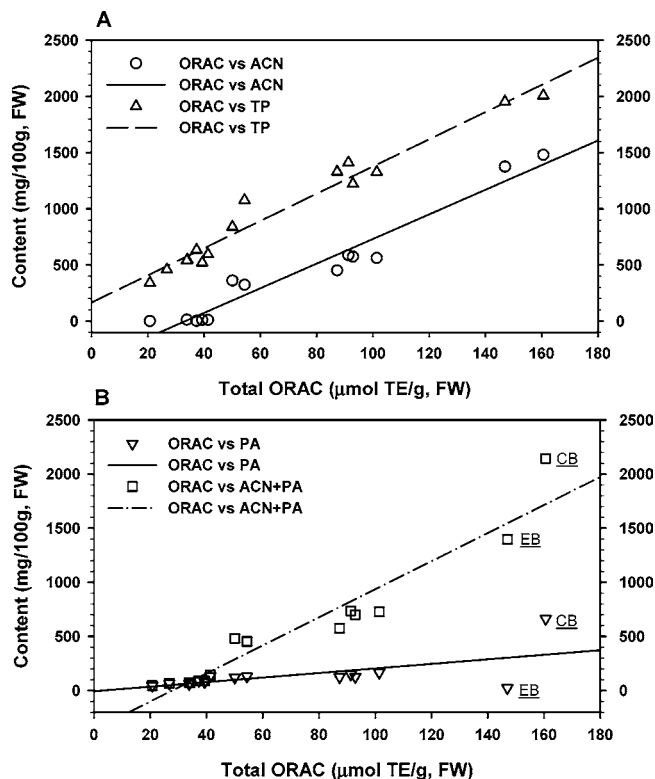 A
2500
2000
1500
1000
500
0
2500
2000
1500
1000
500
0
Content (mg/100g, FW)
ORAC vs ACN
ORAC vs ACN
ORAC vs TP
ORAC vs TP
0 20 40 60 80 100 120 140 160 180
Total ORAC (μmol TE/g, FW)
B
2500
2000
1500
1000
500
0
2500
2000
1500
1000
500
0
Content (mg/100g, FW)
ORAC vs PA
ORAC vs PA
ORAC vs ACN+PA
ORAC vs ACN+PA
CB
EB
CB
EB
0 20 40 60 80 100 120 140 160 180
Total ORAC (μmol TE/g, FW)